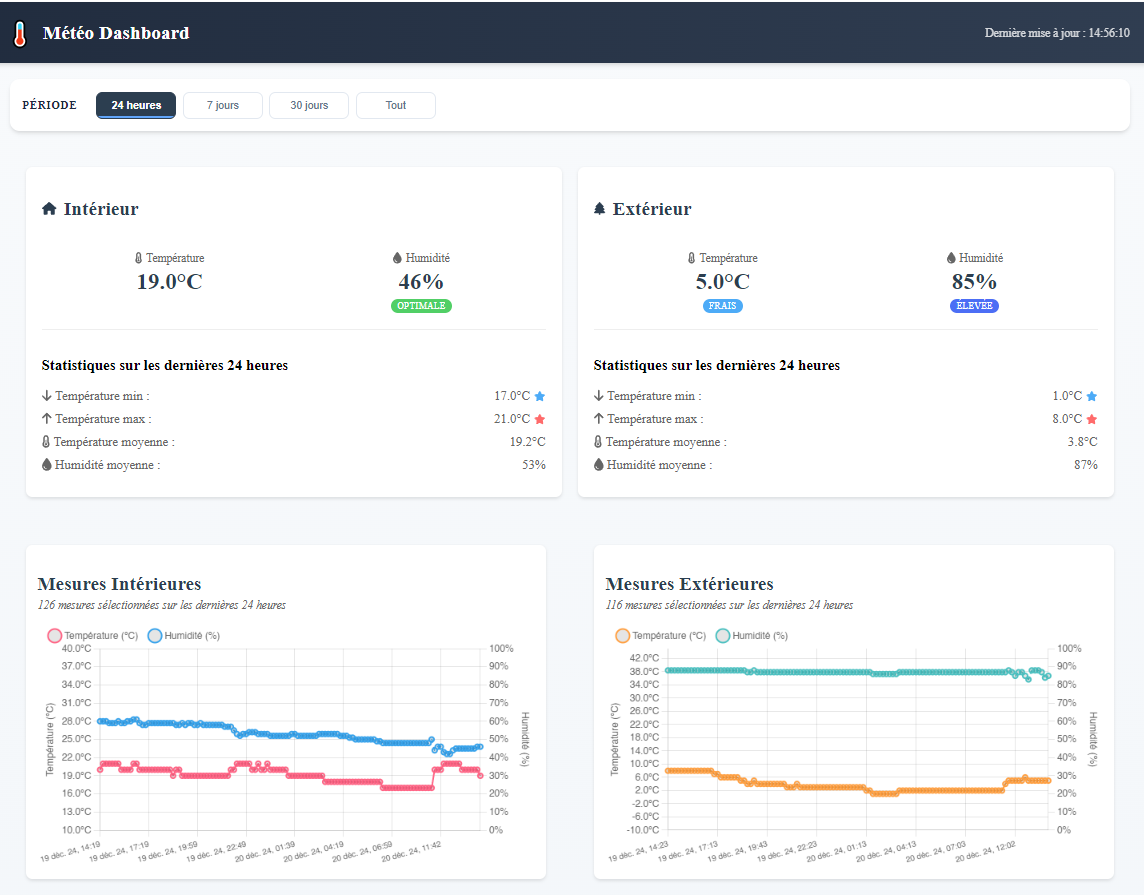 Météo Dashboard
Dernière mise à jour : 14:56:10
PÉRIODE 24 heures 7 jours 30 jours Tout
Intérieur
Température
19.0°C
Humidité
46%
OPTIMALE
Statistiques sur les dernières 24 heures
Température min : 17.0°C
Température max : 21.0°C
Température moyenne : 19.2°C
Humidité moyenne : 53%
Extérieur
Température
5.0°C
FRAIS
Humidité
85%
ÉLEVÉE
Statistiques sur les dernières 24 heures
Température min : 1.0°C
Température max : 8.0°C
Température moyenne : 3.8°C
Humidité moyenne : 87%
Mesures Intérieures
126 mesures sélectionnées sur les dernières 24 heures
Température (°C) Humidité (%)
40.0°C
37.0°C
34.0°C
31.0°C
28.0°C
25.0°C
22.0°C
19.0°C
16.0°C
13.0°C
10.0°C
Température (°C)
100%
90%
80%
70%
60%
50%
40%
30%
20%
10%
0%
Humidité (%)
19 déc. 24, 14:19
19 déc. 24, 17:19
19 déc. 24, 19:59
19 déc. 24, 22:49
20 déc. 24, 01:39
20 déc. 24, 04:19
20 déc. 24, 06:59
20 déc. 24, 11:42
Mesures Extérieures
116 mesures sélectionnées sur les dernières 24 heures
Température (°C) Humidité (%)
42.0°C
38.0°C
34.0°C
30.0°C
26.0°C
22.0°C
18.0°C
14.0°C
10.0°C
6.0°C
2.0°C
-2.0°C
-6.0°C
-10.0°C
Température (°C)
100%
90%
80%
70%
60%
50%
40%
30%
20%
10%
0%
Humidité (%)
19 déc. 24, 14:23
19 déc. 24, 17:13
19 déc. 24, 19:43
19 déc. 24, 22:23
20 déc. 24, 01:13
20 déc. 24, 04:13
20 déc. 24, 07:03
20 déc. 24, 12:02